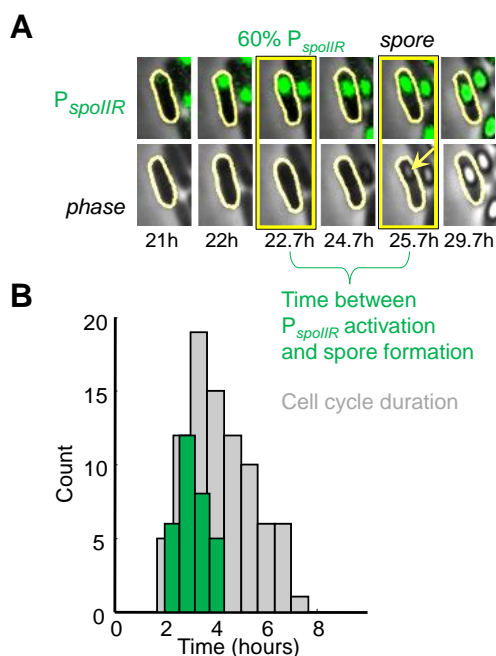 A
60% PspoIIR spore
PspoIIR
phase
21h 22h 22.7h 24.7h 25.7h 29.7h
B
Time between
PspoIIR activation
and spore formation
Cell cycle duration
20
15
10
5
0
Count
0 2 4 6 8
Time (hours)